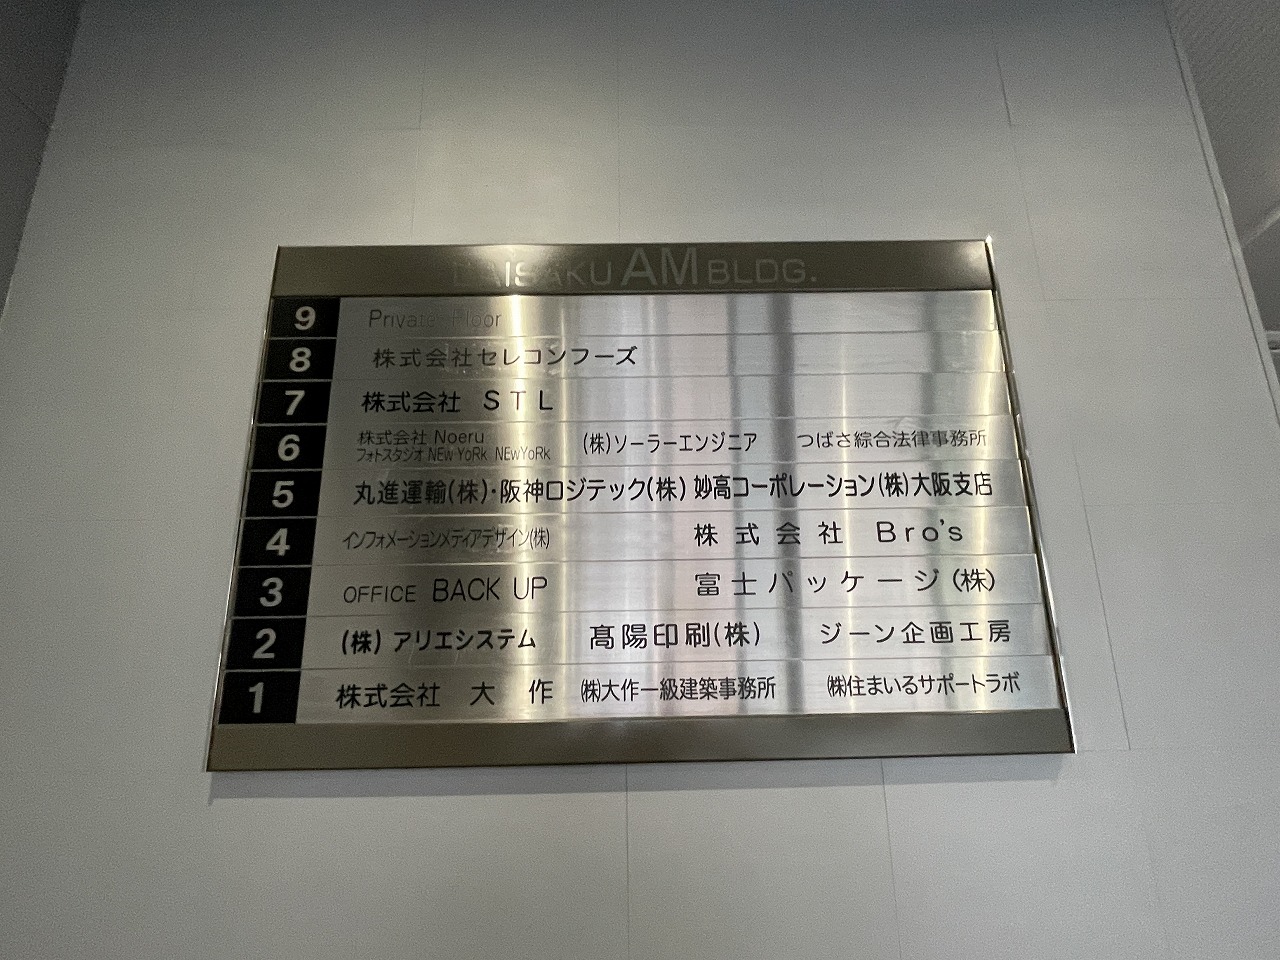 DAISAKU AM BLDG.
9 Private Floor
8 株式会社セレコンフーズ
7 株式会社 STL
6 株式会社 Noeru (株)ソーラーエンジニア つばさ綜合法律事務所
フォトスタジオ NEw YoRk NEwYoRk
5 丸進運輸(株)・阪神ロジテック(株) 妙高コーポレーション(株)大阪支店
4 インフォメーションメディアデザイン(株) 株式会社 Bro's
3 OFFICE BACK UP 富士パッケージ(株)
2 (株)アリエシステム 髙陽印刷(株) ジーン企画工房
1 株式会社 大作 ㈱大作一級建築事務所 ㈱住まいるサポートラボ